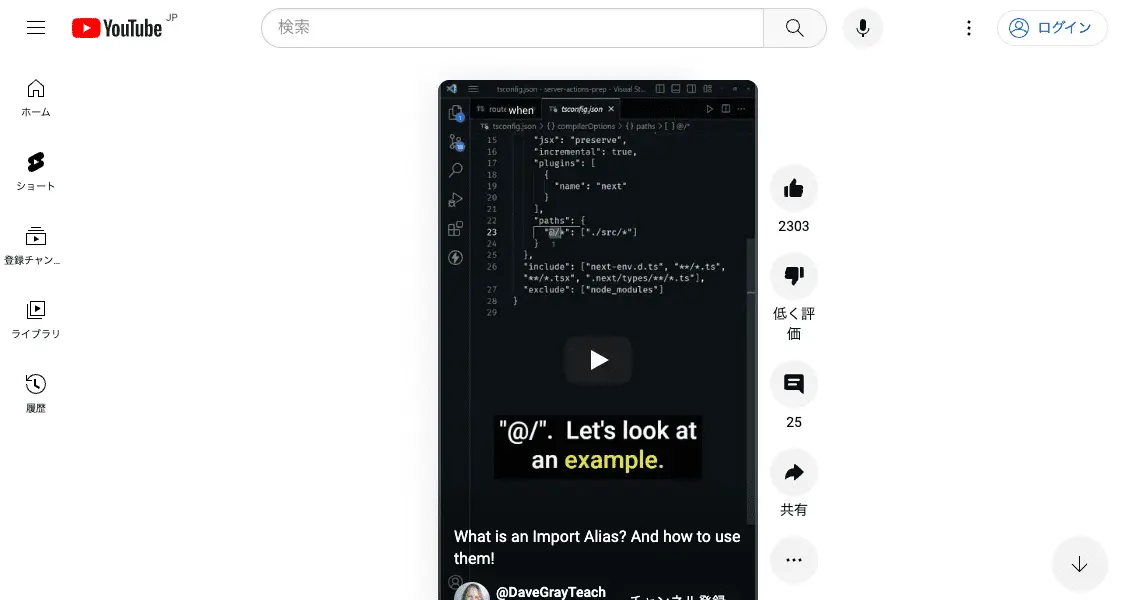 YouTube JP
検索
ログイン
ホーム
ショート
登録チャン...
ライブラリ
履歴
tsconfig.json - server-actions-prep - Visual St...
route
when
tsconfig.json
tsconfig.json > {} compilerOptions > {} paths > [ ] @/*
15 "jsx": "preserve",
16 "incremental": true,
17 "plugins": [
18 {
19 "name": "next"
20 }
21 ],
22 "paths": {
23 "@/*": ["./src/*"]
24 }
25 },
26 "include": ["next-env.d.ts", "**/*.ts",
"**/*.tsx", ".next/types/**/*.ts"],
27 "exclude": ["node_modules"]
28 }
29
"@/". Let's look at
an example.
What is an Import Alias? And how to use
them!
@DaveGrayTeach
チャンネル登録
2303
低く評
価
25
共有